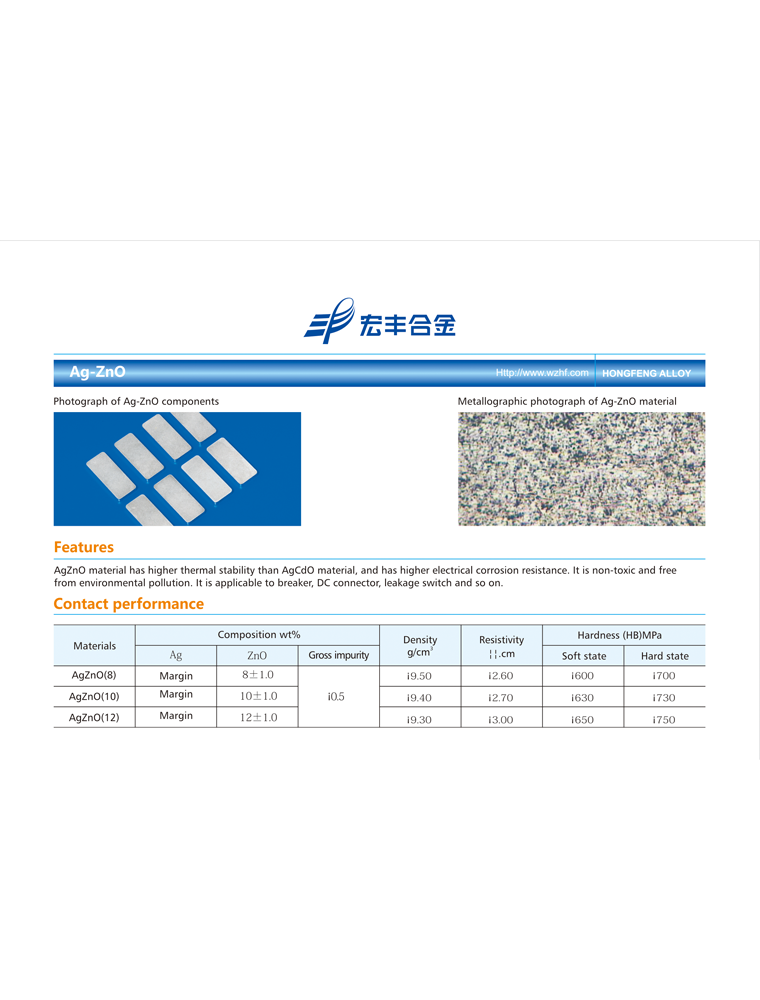 宏丰合金
Ag-ZnO Http://www.wzhf.com HONGFENG ALLOY
Photograph of Ag-ZnO components Metallographic photograph of Ag-ZnO material
Features
AgZnO material has higher thermal stability than AgCdO material, and has higher electrical corrosion resistance. It is non-toxic and free
from environmental pollution. It is applicable to breaker, DC connector, leakage switch and so on.
Contact performance
Materials Composition wt% Density g/cm³ Resistivity ¦¦.cm Hardness (HB)MPa
Ag ZnO Gross impurity Soft state Hard state
AgZnO(8) Margin 8±1.0 ¡0.5 ¡9.50 ¡2.60 ¡600 ¡700
AgZnO(10) Margin 10±1.0 ¡9.40 ¡2.70 ¡630 ¡730
AgZnO(12) Margin 12±1.0 ¡9.30 ¡3.00 ¡650 ¡750